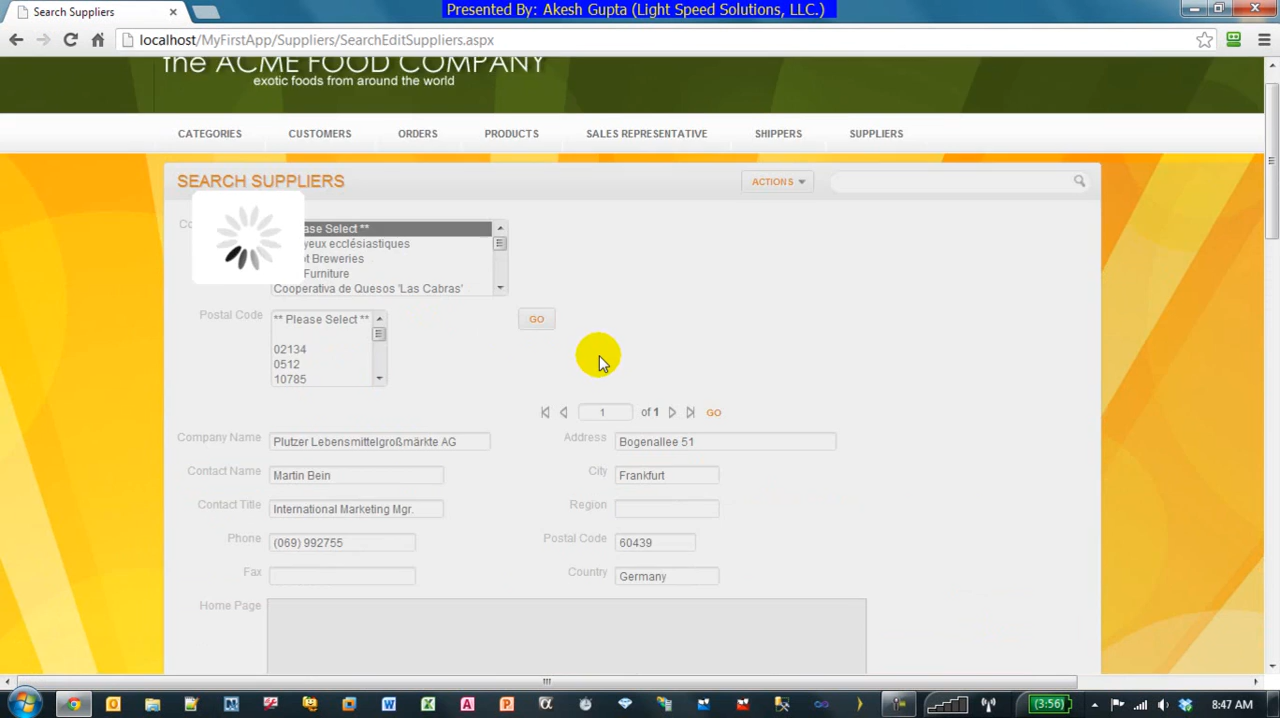 Search Suppliers
Presented By: Akesh Gupta (Light Speed Solutions, LLC.)
localhost/MyFirstApp/Suppliers/SearchEditSuppliers.aspx
the ACME FOOD COMPANY
exotic foods from around the world
CATEGORIES CUSTOMERS ORDERS PRODUCTS SALES REPRESENTATIVE SHIPPERS SUPPLIERS
SEARCH SUPPLIERS
ACTIONS
ase Select **
yeux ecclésiastiques
ot Breweries
Furniture
Cooperativa de Quesos 'Las Cabras'
Postal Code
** Please Select **
02134
0512
10785
GO
1 of 1 GO
Company Name Plutzer Lebensmittelgroßmärkte AG Address Bogenallee 51
Contact Name Martin Bein City Frankfurt
Contact Title International Marketing Mgr. Region
Phone (069) 992755 Postal Code 60439
Fax Country Germany
Home Page
(3:56)
8:47 AM